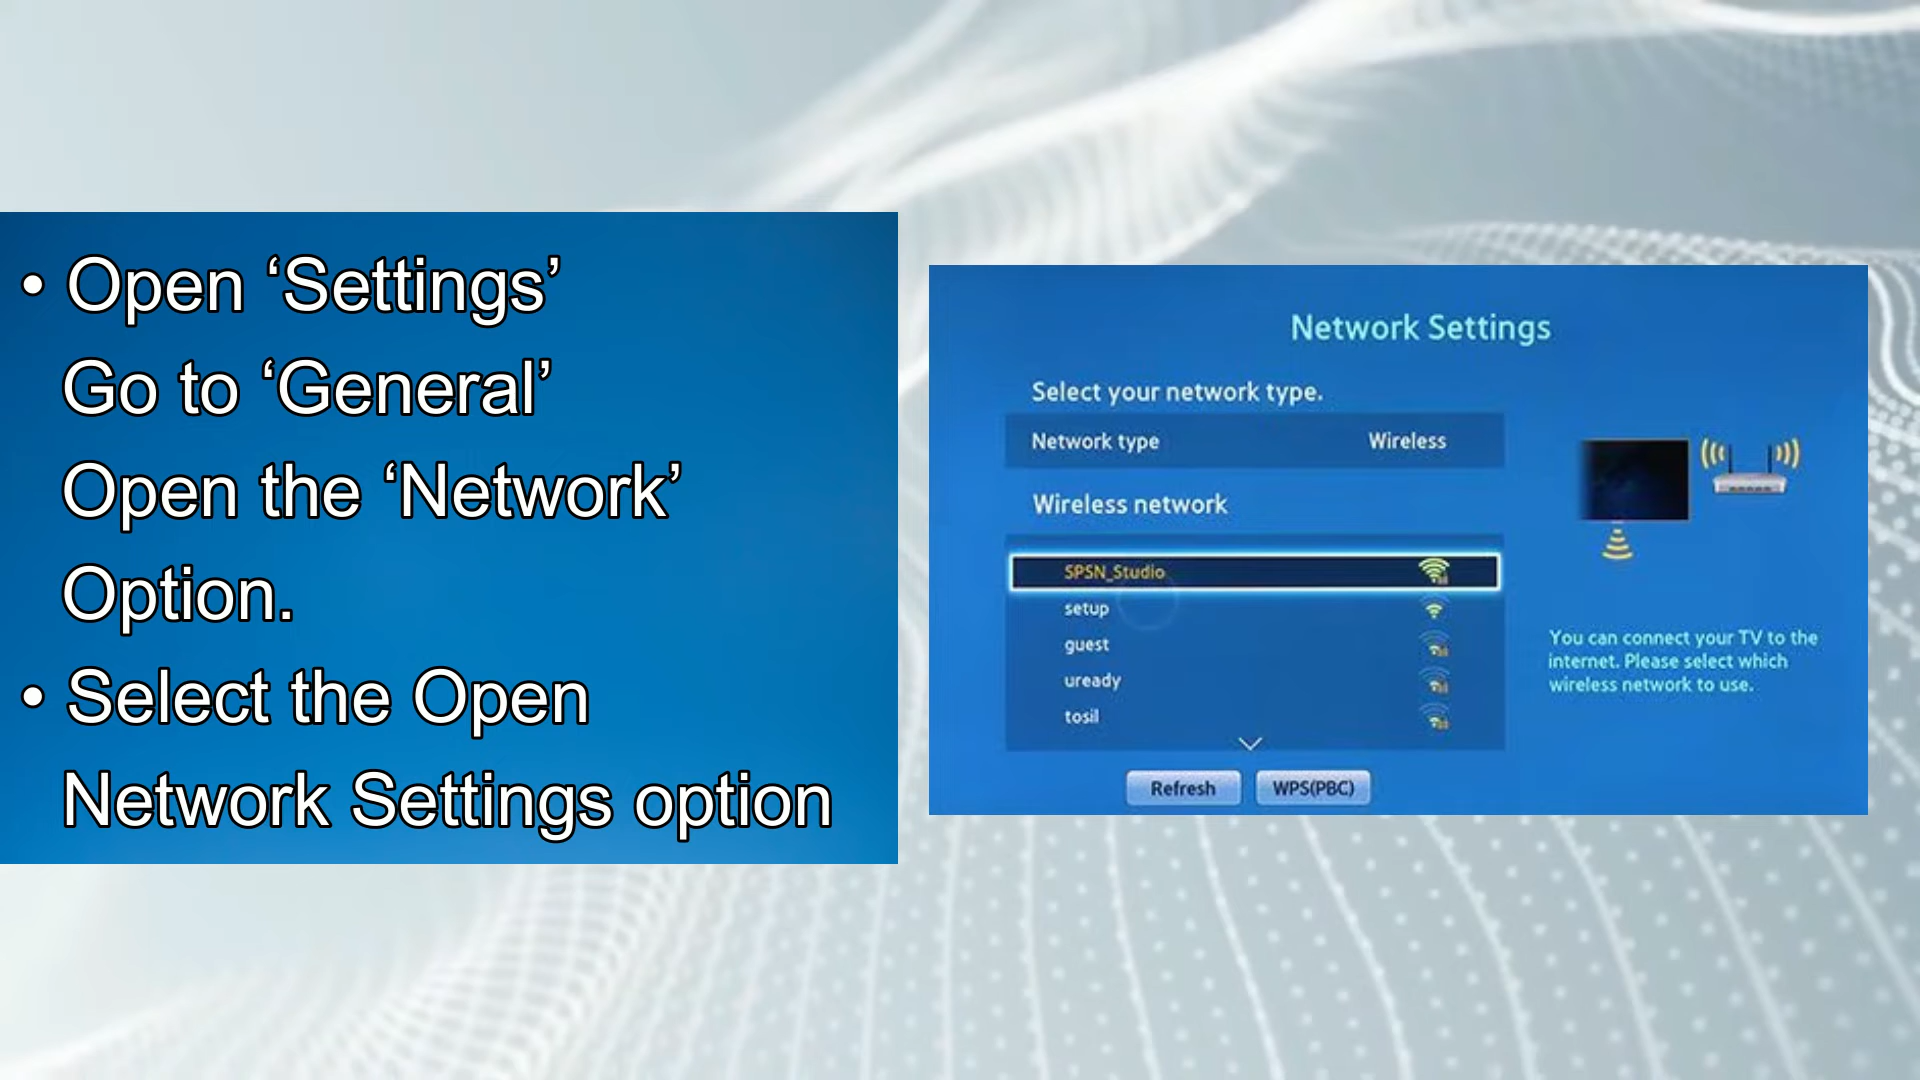 • Open ‘Settings’
Go to ‘General’
Open the ‘Network’
Option.
• Select the Open
Network Settings option
Network Settings
Select your network type.
Network type Wireless
Wireless network
SPSN_Studio
setup
guest
uready
tosil
Refresh WPS(PBC)
You can connect your TV to the
internet. Please select which
wireless network to use.